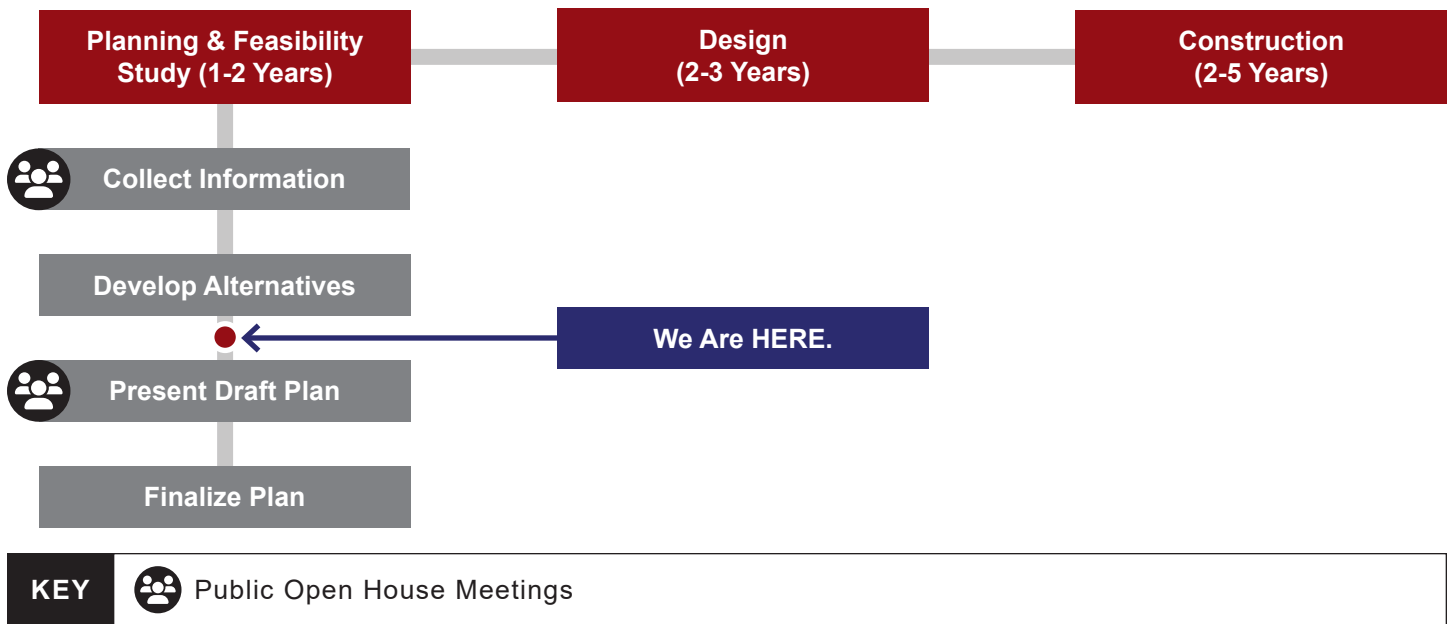 Planning & Feasibility
Study (1-2 Years)
Design
(2-3 Years)
Construction
(2-5 Years)
Collect Information
Develop Alternatives
We Are HERE.
Present Draft Plan
Finalize Plan
KEY
Public Open House Meetings